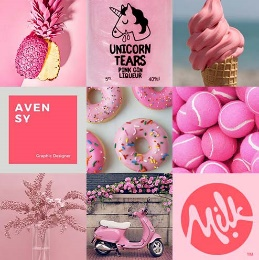 UNICORN
TEARS
PINK GIN
LIQUEUR
AVEN
SY
Graphic Designer
Milk